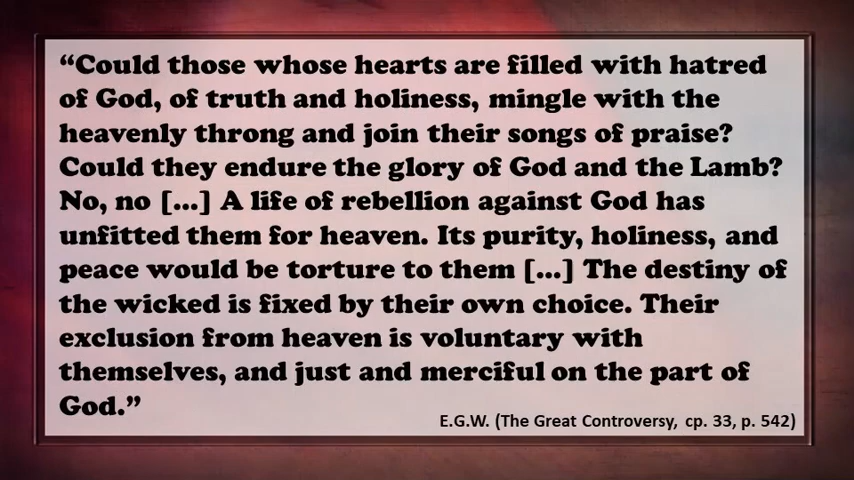 “Could those whose hearts are filled with hatred
of God, of truth and holiness, mingle with the
heavenly throng and join their songs of praise?
Could they endure the glory of God and the Lamb?
No, no [...] A life of rebellion against God has
unfitted them for heaven. Its purity, holiness, and
peace would be torture to them [...] The destiny of
the wicked is fixed by their own choice. Their
exclusion from heaven is voluntary with
themselves, and just and merciful on the part of
God.”
E.G.W. (The Great Controversy, cp. 33, p. 542)